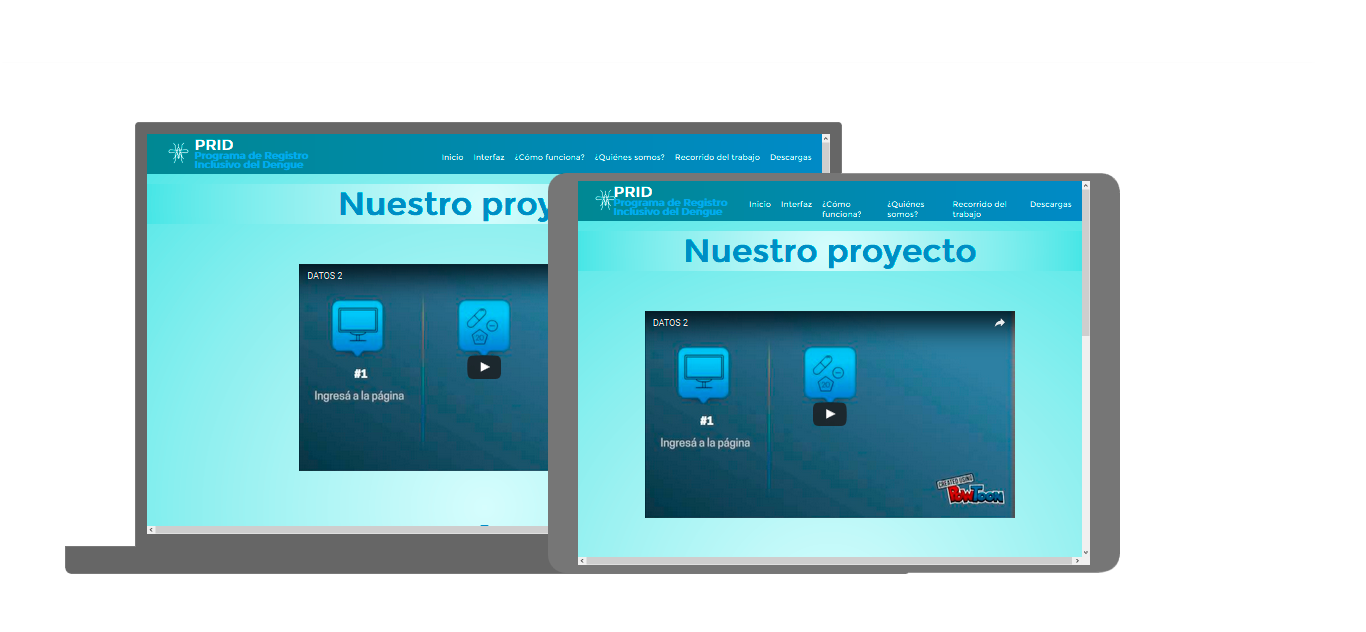 PRID
Programa de Registro
Inclusivo del Dengue
Inicio Interfaz ¿Cómo funciona? ¿Quiénes somos? Recorrido del trabajo Descargas
Nuestro proy
DATOS 2
20
#1
Ingresá a la página
PRID
Programa de Registro
Inclusivo del Dengue
Inicio Interfaz ¿Cómo ¿Quiénes Recorrido del Descargas
funciona? somos? trabajo
Nuestro proyecto
DATOS 2
20
#1
Ingresá a la página
CREATED USING
POWTOON